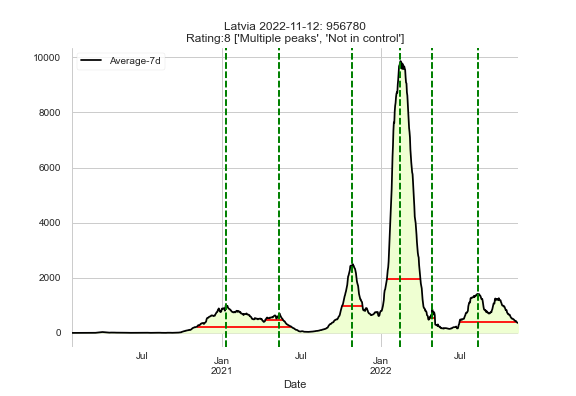 Latvia 2022-11-12: 956780
Rating:8 ['Multiple peaks', 'Not in control']
Average-7d
10000
8000
6000
4000
2000
0
Jul
Jan
2021
Jul
Jan
2022
Jul
Date